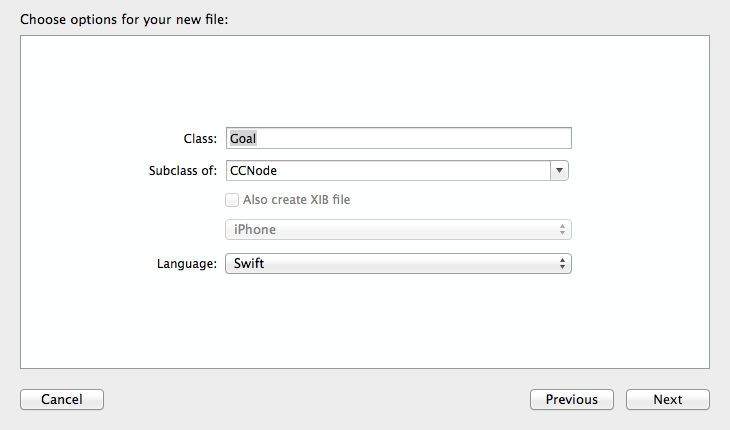 Choose options for your new file:
Class: Goal
Subclass of: CCNode
Also create XIB file
iPhone
Language: Swift
Cancel Previous Next